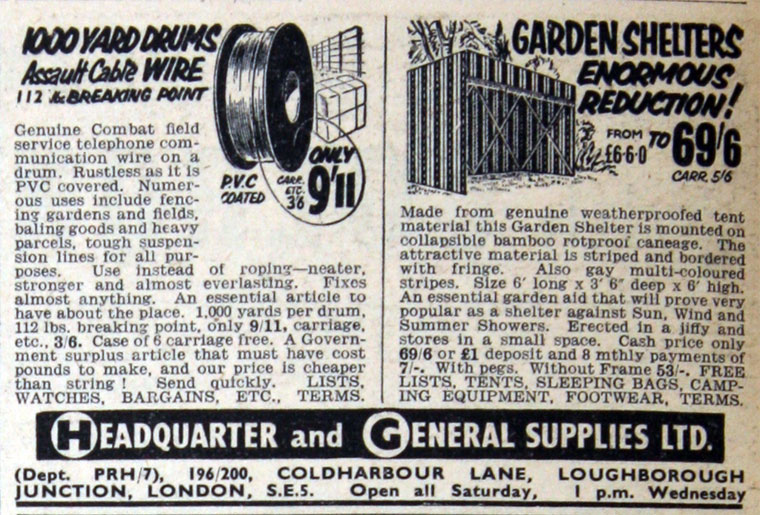 1000 YARD DRUMS
Assault Cable WIRE
112 lb. BREAKING POINT
P.V.C
COATED
CARR.
ETC.
3'6
ONLY
9'11
Genuine Combat field
service telephone com-
munication wire on a
drum. Rustless as it is
PVC covered. Numer-
ous uses include fenc-
ing gardens and fields,
baling goods and heavy
parcels, tough suspen-
sion lines for all pur-
poses. Use instead of roping—neater,
stronger and almost everlasting. Fixes
almost anything. An essential article to
have about the place. 1,000 yards per drum,
112 lbs. breaking point, only 9/11, carriage,
etc., 3/6. Case of 6 carriage free. A Govern-
ment surplus article that must have cost
pounds to make, and our price is cheaper
than string ! Send quickly. LISTS,
WATCHES, BARGAINS, ETC., TERMS.
GARDEN SHELTERS
ENORMOUS
REDUCTION!
FROM
£6·6·0
TO 69'6
CARR. 5/6
Made from genuine weatherproofed tent
material this Garden Shelter is mounted on
collapsible bamboo rotproof caneage. The
attractive material is striped and bordered
with fringe. Also gay multi-coloured
stripes. Size 6' long x 3' 6" deep x 6' high.
An essential garden aid that will prove very
popular as a shelter against Sun, Wind and
Summer Showers. Erected in a jiffy and
stores in a small space. Cash price only
69/6 or £1 deposit and 8 mthly payments of
7/-. With pegs. Without Frame 53/-. FREE
LISTS, TENTS, SLEEPING BAGS, CAMP-
ING EQUIPMENT, FOOTWEAR, TERMS.
HEADQUARTER and GENERAL SUPPLIES LTD.
(Dept. PRH/7), 196/200, COLDHARBOUR LANE, LOUGHBOROUGH
JUNCTION, LONDON, S.E.5. Open all Saturday, 1 p.m. Wednesday